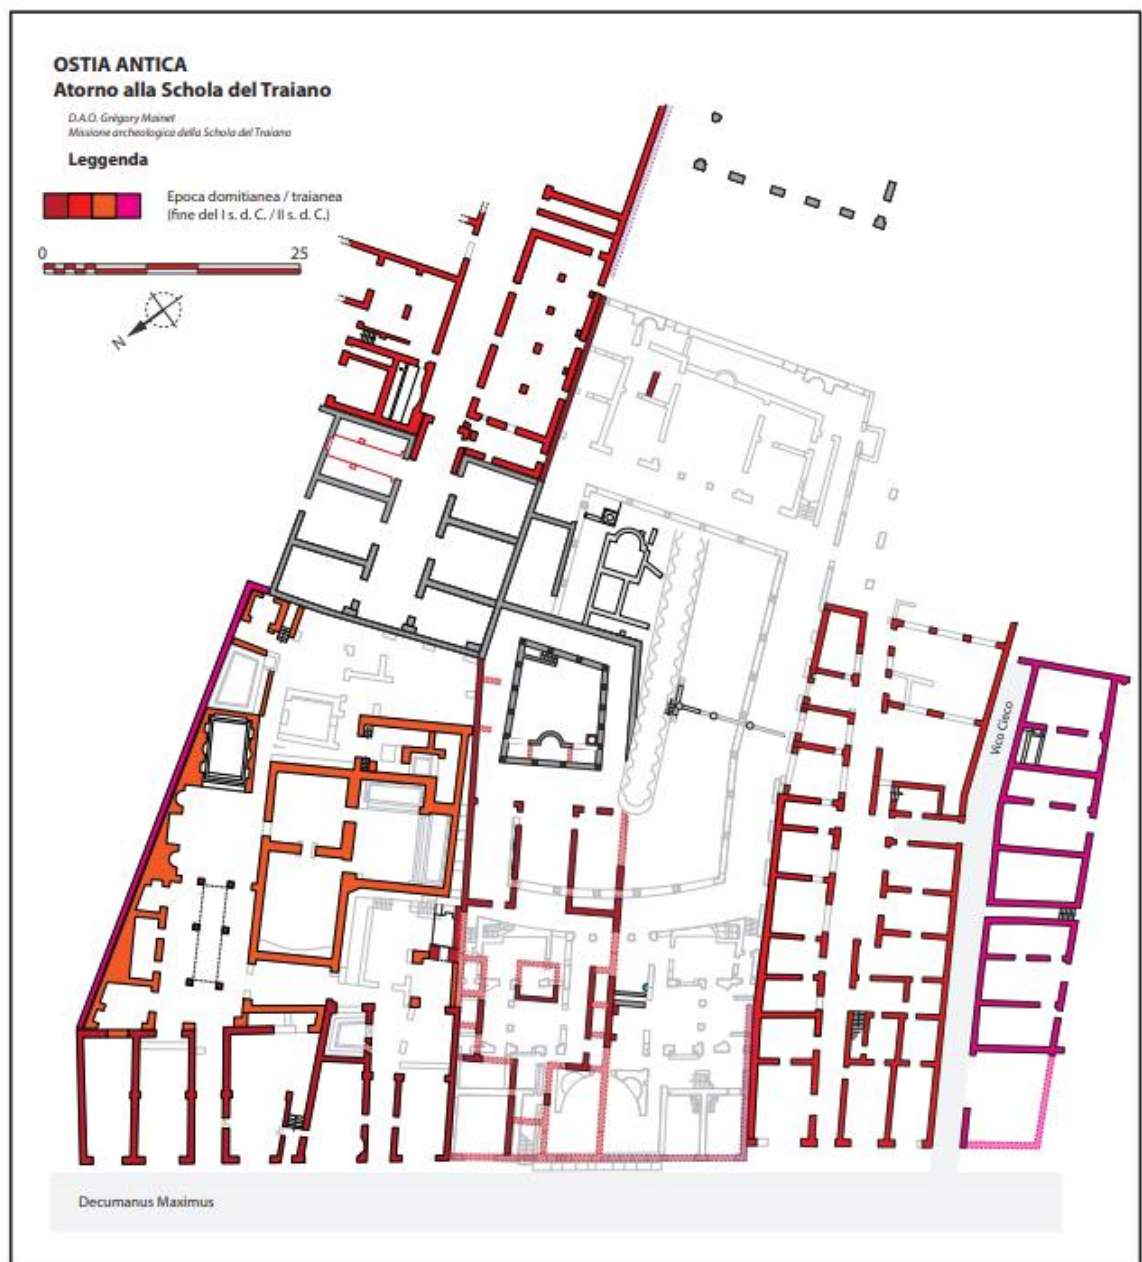 OSTIA ANTICA
Atorno alla Schola del Traiano
D.A.O. Grégory Mainet
Missione archeologica della Schola del Traiano
Leggenda
Epoca domitianea / traianea
(fine del I s. d. C. / II s. d. C.)
0 25
N
Vico Cieco
Decumanus Maximus